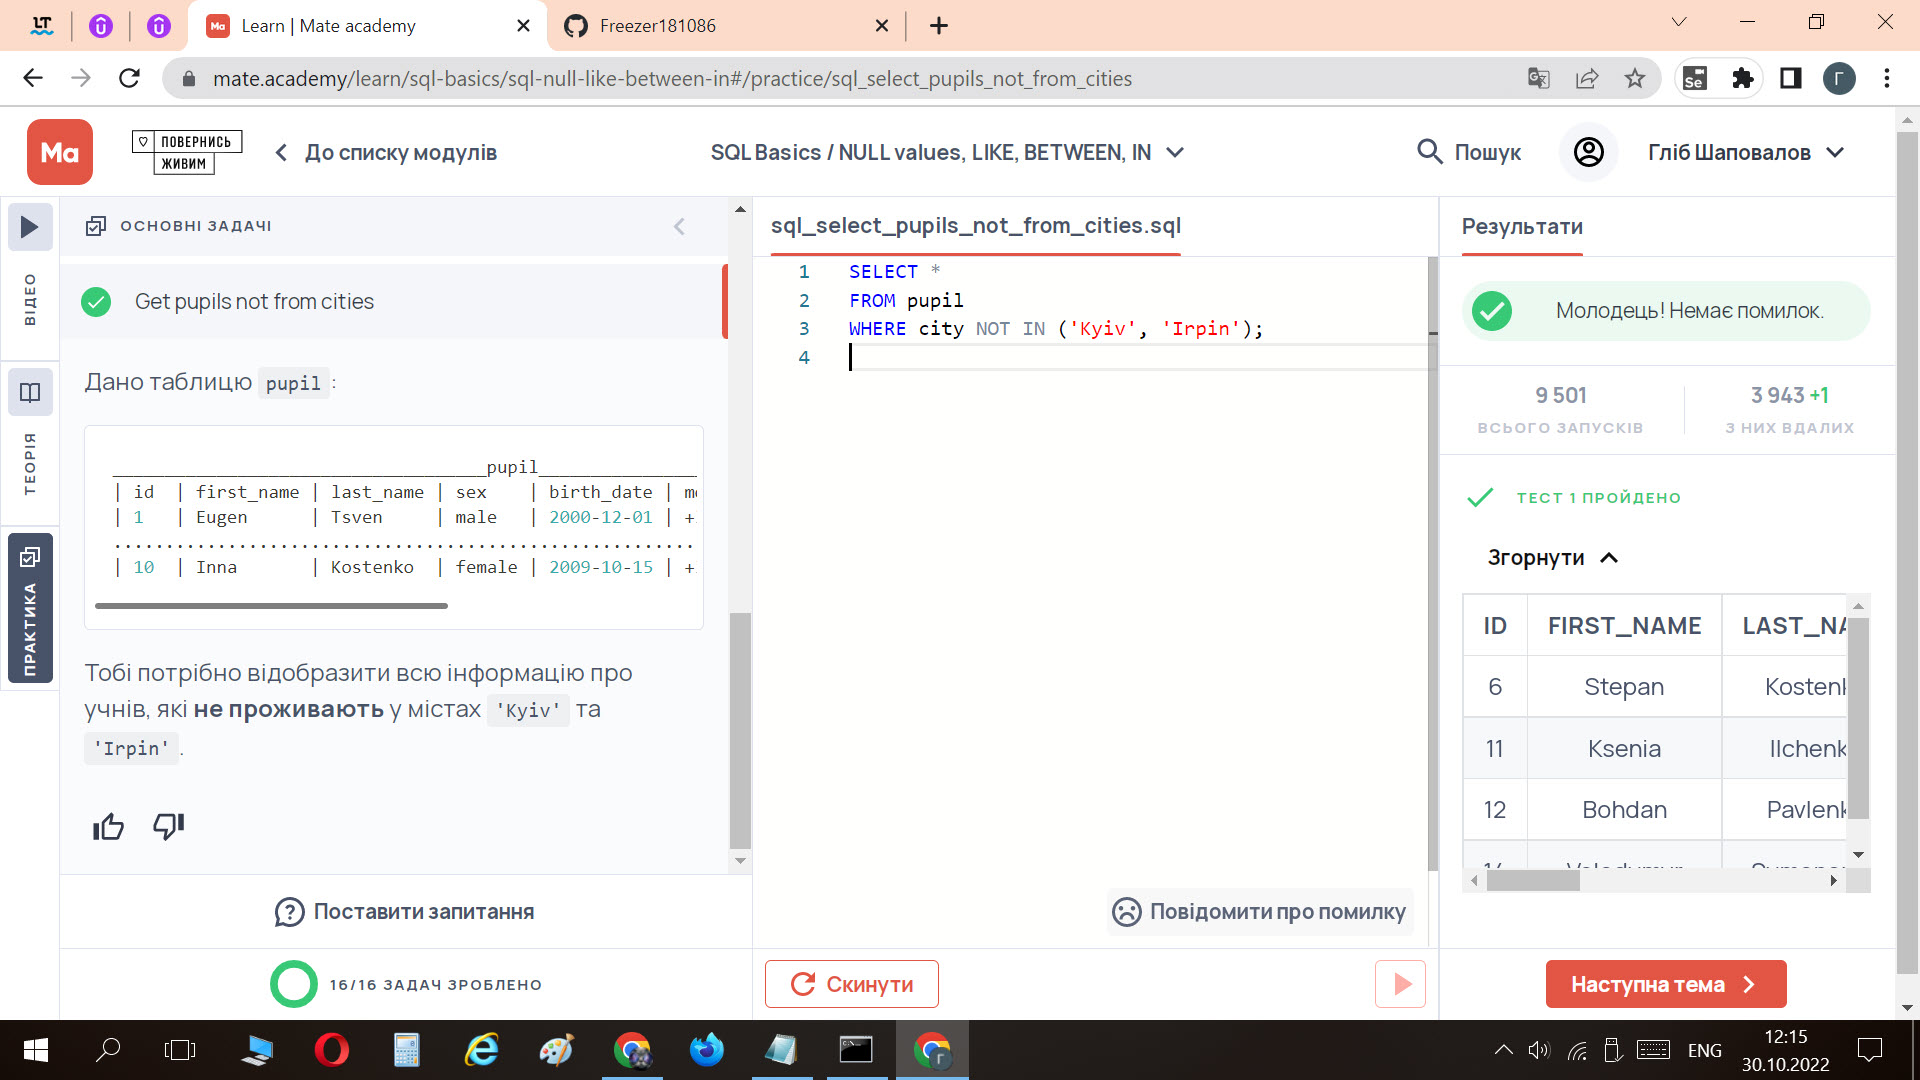 Learn | Mate academy
Freezer181086
mate.academy/learn/sql-basics/sql-null-like-between-in#/practice/sql_select_pupils_not_from_cities
Se
Г
Ma
ПОВЕРНИСЬ
ЖИВИМ
До списку модулів
SQL Basics / NULL values, LIKE, BETWEEN, IN
Пошук
Гліб Шаповалов
ВІДЕО
ТЕОРІЯ
ПРАКТИКА
ОСНОВНІ ЗАДАЧІ
Get pupils not from cities
Дано таблицю pupil :
____________________________________pupil_______________
| id | first_name | last_name | sex | birth_date | m
| 1 | Eugen | Tsven | male | 2000-12-01 | +
........................................................
| 10 | Inna | Kostenko | female | 2009-10-15 | +
Тобі потрібно відобразити всю інформацію про
учнів, які не проживають у містах 'Kyiv' та
'Irpin' .
Поставити запитання
16/16 ЗАДАЧ ЗРОБЛЕНО
sql_select_pupils_not_from_cities.sql
1 SELECT *
2 FROM pupil
3 WHERE city NOT IN ('Kyiv', 'Irpin');
4
Повідомити про помилку
Скинути
Результати
Молодець! Немає помилок.
9 501
ВСЬОГО ЗАПУСКІВ
3 943 +1
З НИХ ВДАЛИХ
ТЕСТ 1 ПРОЙДЕНО
Згорнути
ID FIRST_NAME LAST_NA
6 Stepan Kostenk
11 Ksenia Ilchenk
12 Bohdan Pavlenk
Наступна тема
ENG
12:15
30.10.2022